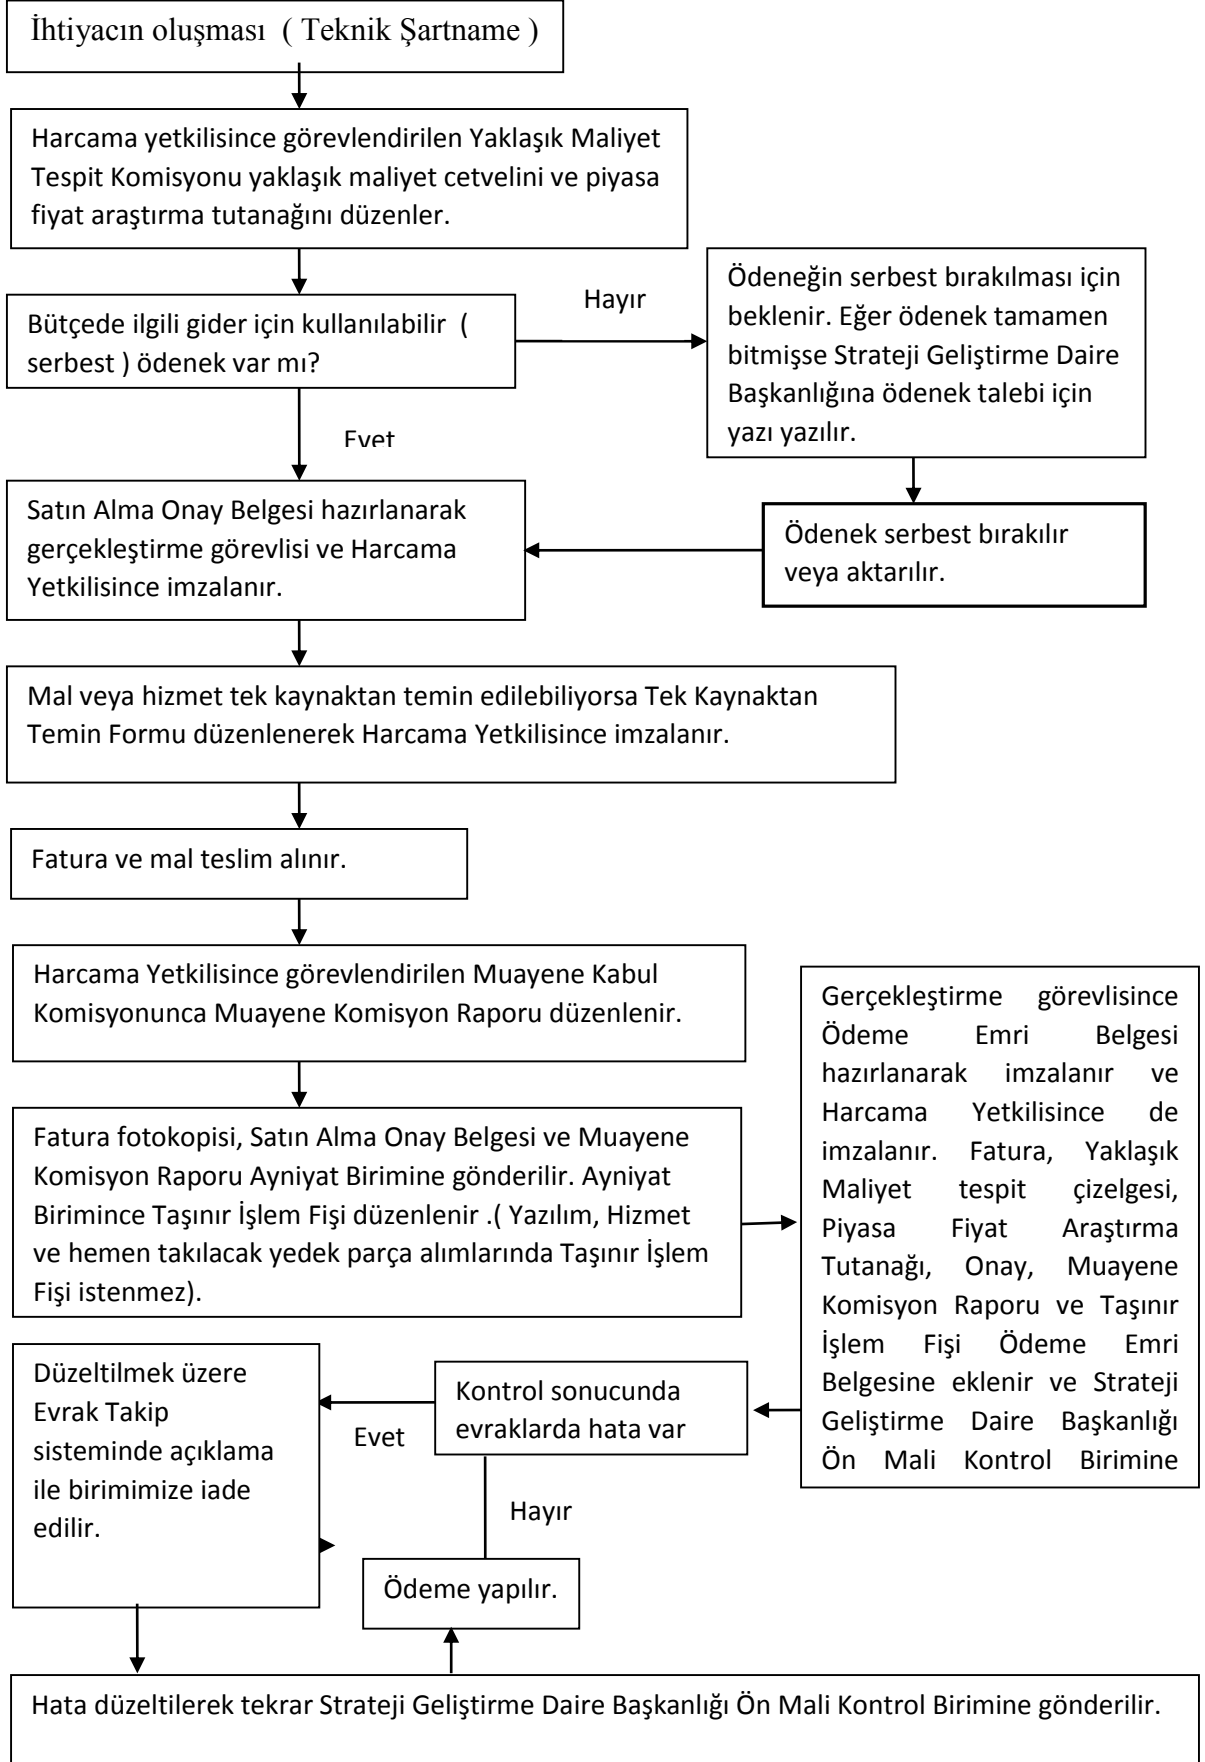 İhtiyacın oluşması  ( Teknik Şartname )
Harcama yetkilisince görevlendirilen Yaklaşık Maliyet
Tespit Komisyonu yaklaşık maliyet cetvelini ve piyasa
fiyat araştırma tutanağını düzenler.
Bütçede ilgili gider için kullanılabilir  (
serbest ) ödenek var mı?
Hayır
Ödeneğin serbest bırakılması için
beklenir. Eğer ödenek tamamen
bitmişse Strateji Geliştirme Daire
Başkanlığına ödenek talebi için
yazı yazılır.
Evet
Satın Alma Onay Belgesi hazırlanarak
gerçekleştirme görevlisi ve Harcama
Yetkilisince imzalanır.
Ödenek serbest bırakılır
veya aktarılır.
Mal veya hizmet tek kaynaktan temin edilebiliyorsa Tek Kaynaktan
Temin Formu düzenlenerek Harcama Yetkilisince imzalanır.
Fatura ve mal teslim alınır.
Harcama Yetkilisince görevlendirilen Muayene Kabul
Komisyonunca Muayene Komisyon Raporu düzenlenir.
Fatura fotokopisi, Satın Alma Onay Belgesi ve Muayene
Komisyon Raporu Ayniyat Birimine gönderilir. Ayniyat
Birimince Taşınır İşlem Fişi düzenlenir .( Yazılım, Hizmet
ve hemen takılacak yedek parça alımlarında Taşınır İşlem
Fişi istenmez).
Gerçekleştirme görevlisince
Ödeme Emri Belgesi
hazırlanarak imzalanır ve
Harcama Yetkilisince de
imzalanır. Fatura, Yaklaşık
Maliyet tespit çizelgesi,
Piyasa Fiyat Araştırma
Tutanağı, Onay, Muayene
Komisyon Raporu ve Taşınır
İşlem Fişi Ödeme Emri
Belgesine eklenir ve Strateji
Geliştirme Daire Başkanlığı
Ön Mali Kontrol Birimine
Kontrol sonucunda
evraklarda hata var
Evet
Düzeltilmek üzere
Evrak Takip
sisteminde açıklama
ile birimimize iade
edilir.
Hayır
Ödeme yapılır.
Hata düzeltilerek tekrar Strateji Geliştirme Daire Başkanlığı Ön Mali Kontrol Birimine gönderilir.